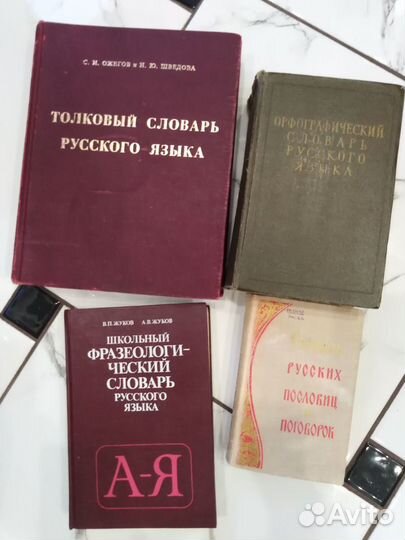 С. И. ОЖЕГОВ и Н. Ю. ШВЕДОВА
ТОЛКОВЫЙ СЛОВАРЬ
РУССКОГО ЯЗЫКА
ОРФОГРАФИЧЕСКИЙ
СЛОВАРЬ
РУССКОГО
ЯЗЫКА
В.П. ЖУКОВ А.В. ЖУКОВ
ШКОЛЬНЫЙ
ФРАЗЕОЛОГИ-
ЧЕСКИЙ
СЛОВАРЬ
РУССКОГО
ЯЗЫКА
А-Я
РУССКИХ
ПОСЛОВИЦ
ПОГОВОРОК
Avito